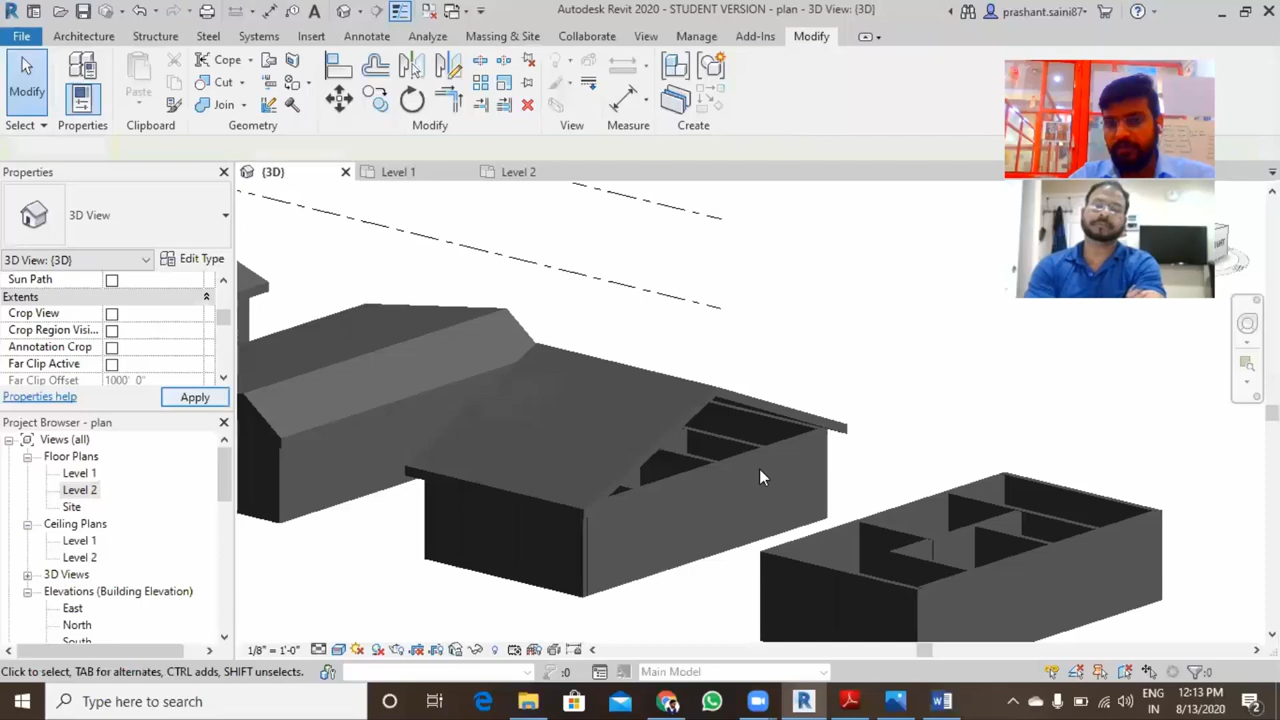 Autodesk Revit 2020 - STUDENT VERSION - plan - 3D View: {3D}
prashant.saini87
File
Architecture
Structure
Steel
Systems
Insert
Annotate
Analyze
Massing & Site
Collaborate
View
Manage
Add-Ins
Modify
Modify
Paste
Cope
Cut
Join
Select
Properties
Clipboard
Geometry
Modify
View
Measure
Create
Properties
{3D}
Level 1
Level 2
3D View
3D View: {3D}
Edit Type
Sun Path
Extents
Crop View
Crop Region Visi...
Annotation Crop
Far Clip Active
Far Clip Offset 1000' 0"
Properties help
Apply
Project Browser - plan
Views (all)
Floor Plans
Level 1
Level 2
Site
Ceiling Plans
Level 1
Level 2
3D Views
Elevations (Building Elevation)
East
North
South
1/8" = 1'-0"
Click to select, TAB for alternates, CTRL adds, SHIFT unselects.
:0
Main Model
:0
Type here to search
ENG
IN
12:13 PM
8/13/2020
2